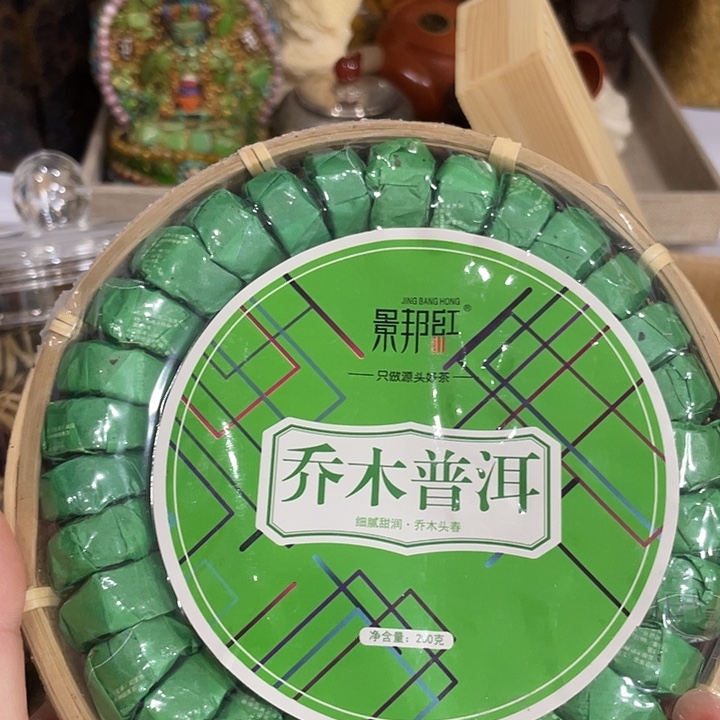 JING BANG HONG
景邦红®
只做源头好茶
乔木普洱
细腻甜润·乔木头春
净含量：200克